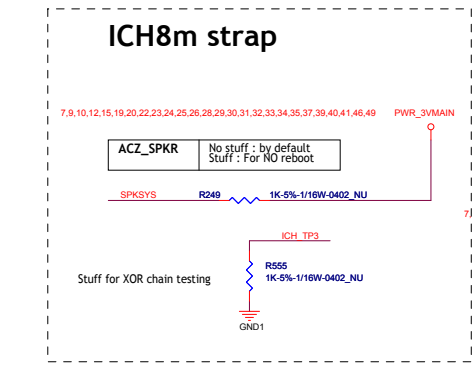 ICH8m strap
7,9,10,12,15,19,20,22,23,24,25,26,28,29,30,31,32,33,34,35,37,39,40,41,46,49 PWR_3VMAIN
ACZ_SPKR No stuff : by default
Stuff : For NO reboot
SPKSYS R249 1K-5%-1/16W-0402_NU
7,
ICH_TP3
R555
Stuff for XOR chain testing 1K-5%-1/16W-0402_NU
GND1